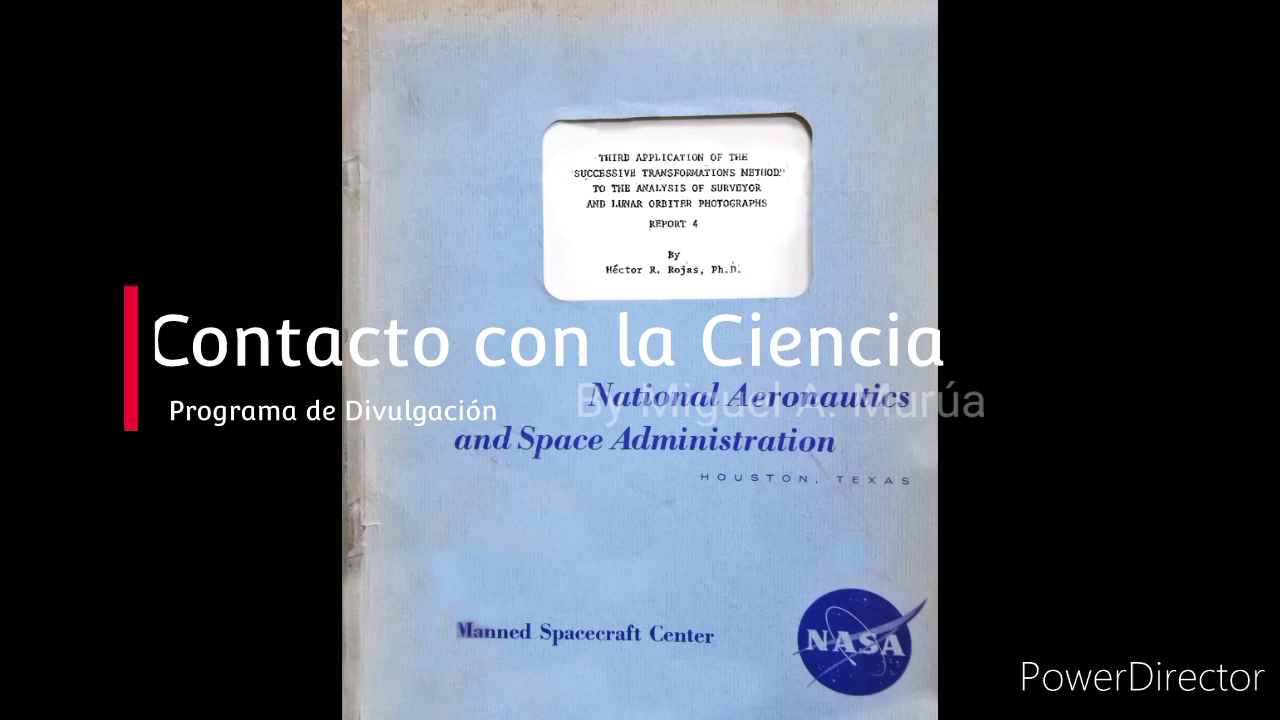 THIRD APPLICATION OF THE
"SUCCESSIVE TRANSFORMATIONS METHOD"
TO THE ANALYSIS OF SURVEYOR
AND LUNAR ORBITER PHOTOGRAPHS
REPORT 4
By
Héctor R. Rojas, Ph.D.
Contacto con la Ciencia
Programa de Divulgación
By Miguel A. Murúa
National Aeronautics
and Space Administration
HOUSTON, TEXAS
Manned Spacecraft Center
NASA
PowerDirector